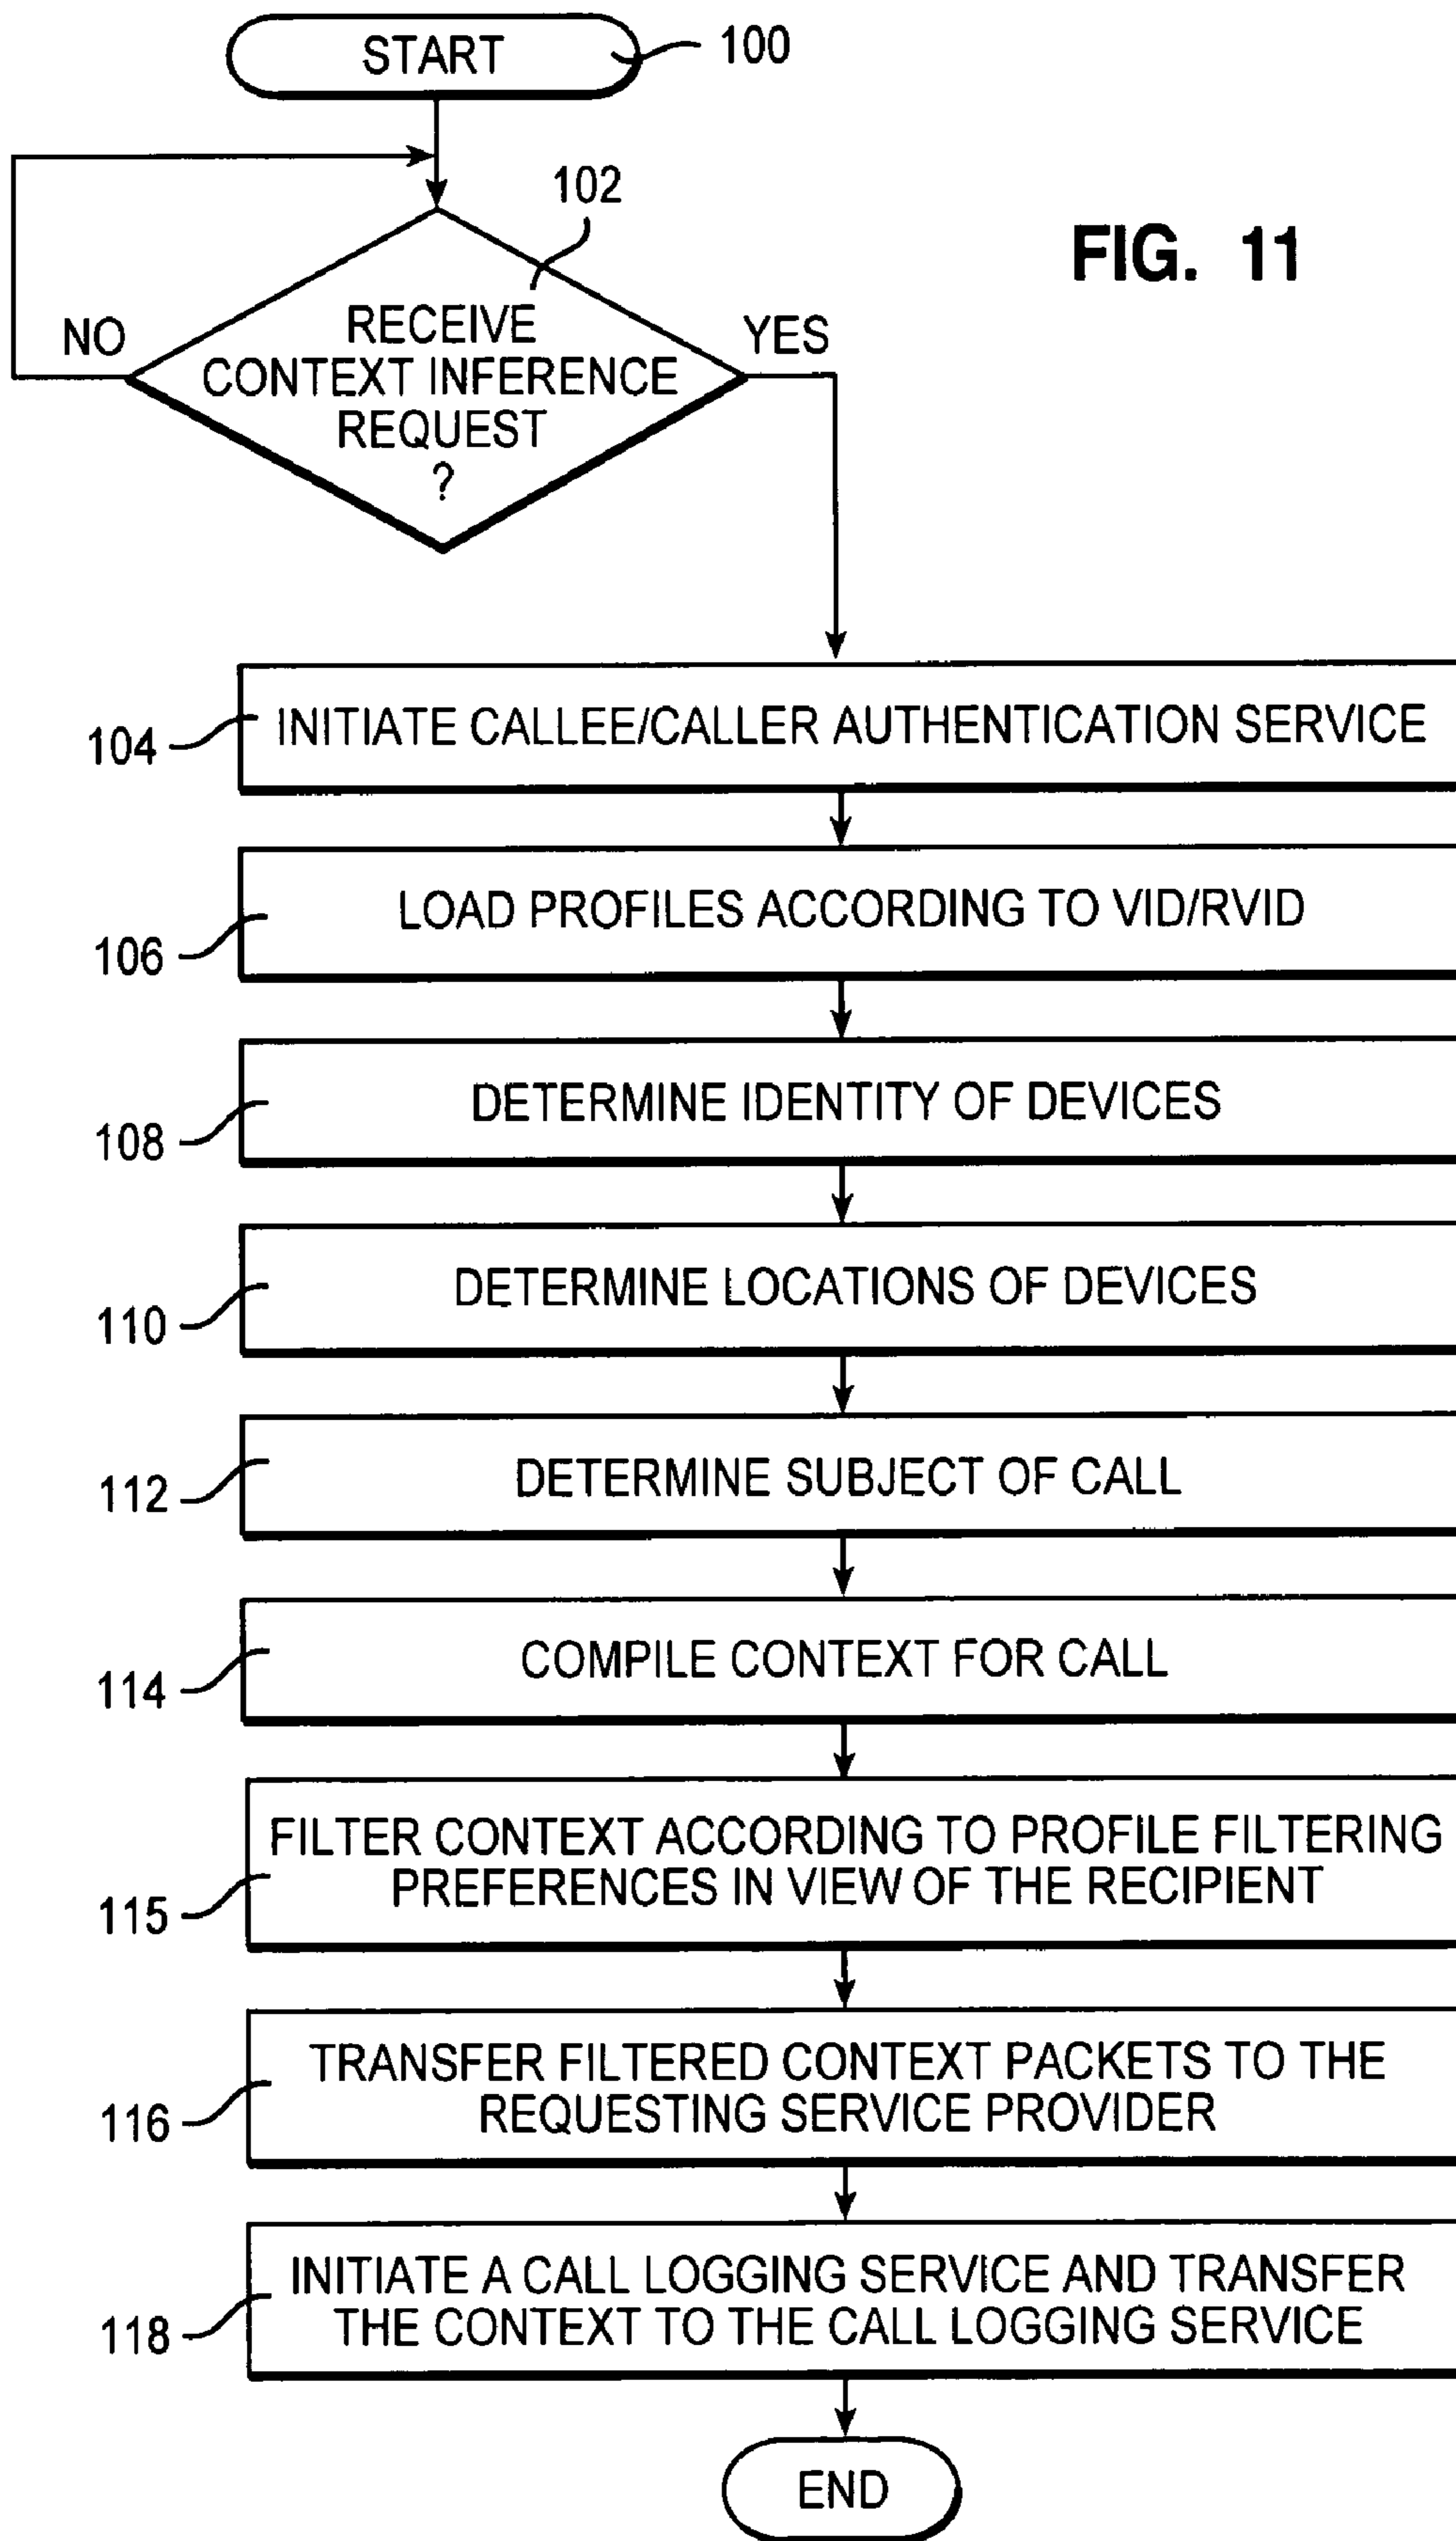 START
100
102
FIG. 11
NO
YES
RECEIVE
CONTEXT INFERENCE
REQUEST
?
104
INITIATE CALLEE/CALLER AUTHENTICATION SERVICE
106
LOAD PROFILES ACCORDING TO VID/RVID
108
DETERMINE IDENTITY OF DEVICES
110
DETERMINE LOCATIONS OF DEVICES
112
DETERMINE SUBJECT OF CALL
114
COMPILE CONTEXT FOR CALL
115
FILTER CONTEXT ACCORDING TO PROFILE FILTERING
PREFERENCES IN VIEW OF THE RECIPIENT
116
TRANSFER FILTERED CONTEXT PACKETS TO THE
REQUESTING SERVICE PROVIDER
118
INITIATE A CALL LOGGING SERVICE AND TRANSFER
THE CONTEXT TO THE CALL LOGGING SERVICE
END